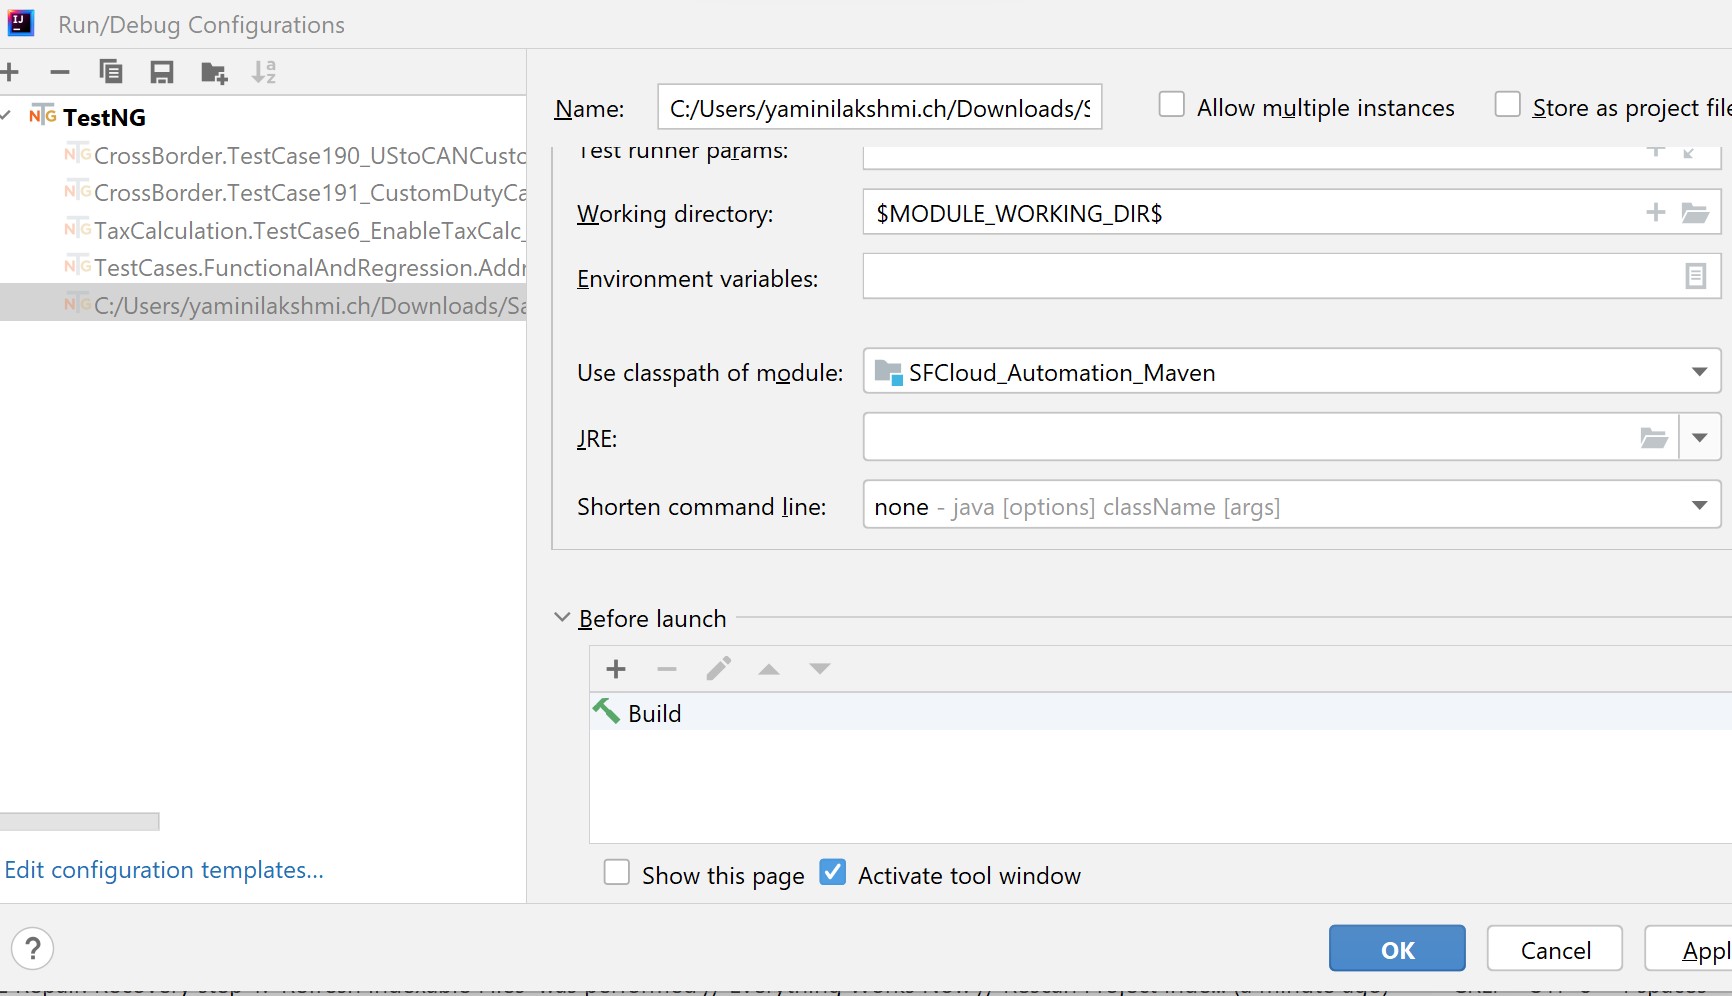 Run/Debug Configurations
TestNG
CrossBorder.TestCase190_UStoCANCusto
CrossBorder.TestCase191_CustomDutyCa
TaxCalculation.TestCase6_EnableTaxCalc_
TestCases.FunctionalAndRegression.Addr
C:/Users/yaminilakshmi.ch/Downloads/Sa
Edit configuration templates...
Name: C:/Users/yaminilakshmi.ch/Downloads/S
Allow multiple instances
Store as project file
Test runner params:
Working directory: $MODULE_WORKING_DIR$
Environment variables:
Use classpath of module: SFCloud_Automation_Maven
JRE:
Shorten command line: none - java [options] className [args]
Before launch
Build
Show this page
Activate tool window
?
OK
Cancel
Appl